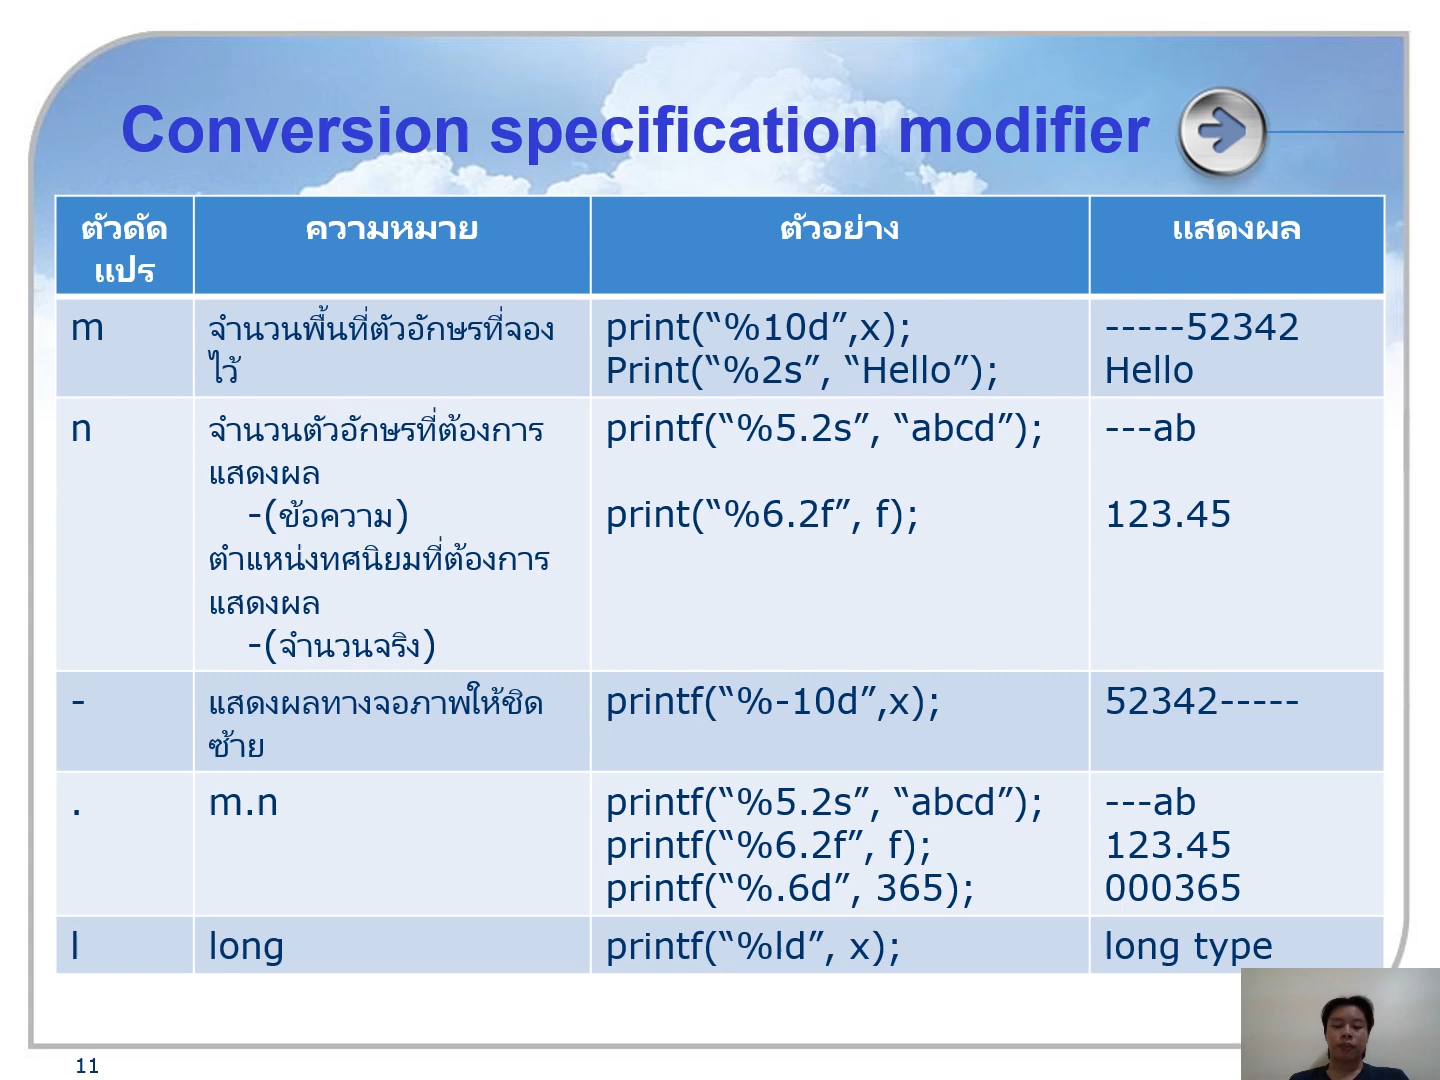 Conversion specification modifier
ตัวดัด
แปร
ความหมาย
ตัวอย่าง
แสดงผล
m
จำนวนพื้นที่ตัวอักษรที่จอง
ไว้
print(“%10d”,x);
Print(“%2s”, “Hello”);
-----52342
Hello
n
จำนวนตัวอักษรที่ต้องการ
แสดงผล
-(ข้อความ)
ตำแหน่งทศนิยมที่ต้องการ
แสดงผล
-(จำนวนจริง)
printf(“%5.2s”, “abcd”);
print(“%6.2f”, f);
---ab
123.45
-
แสดงผลทางจอภาพให้ชิด
ซ้าย
printf(“%-10d”,x);
52342-----
.
m.n
printf(“%5.2s”, “abcd”);
printf(“%6.2f”, f);
printf(“%.6d”, 365);
---ab
123.45
000365
l
long
printf(“%ld”, x);
long type
11